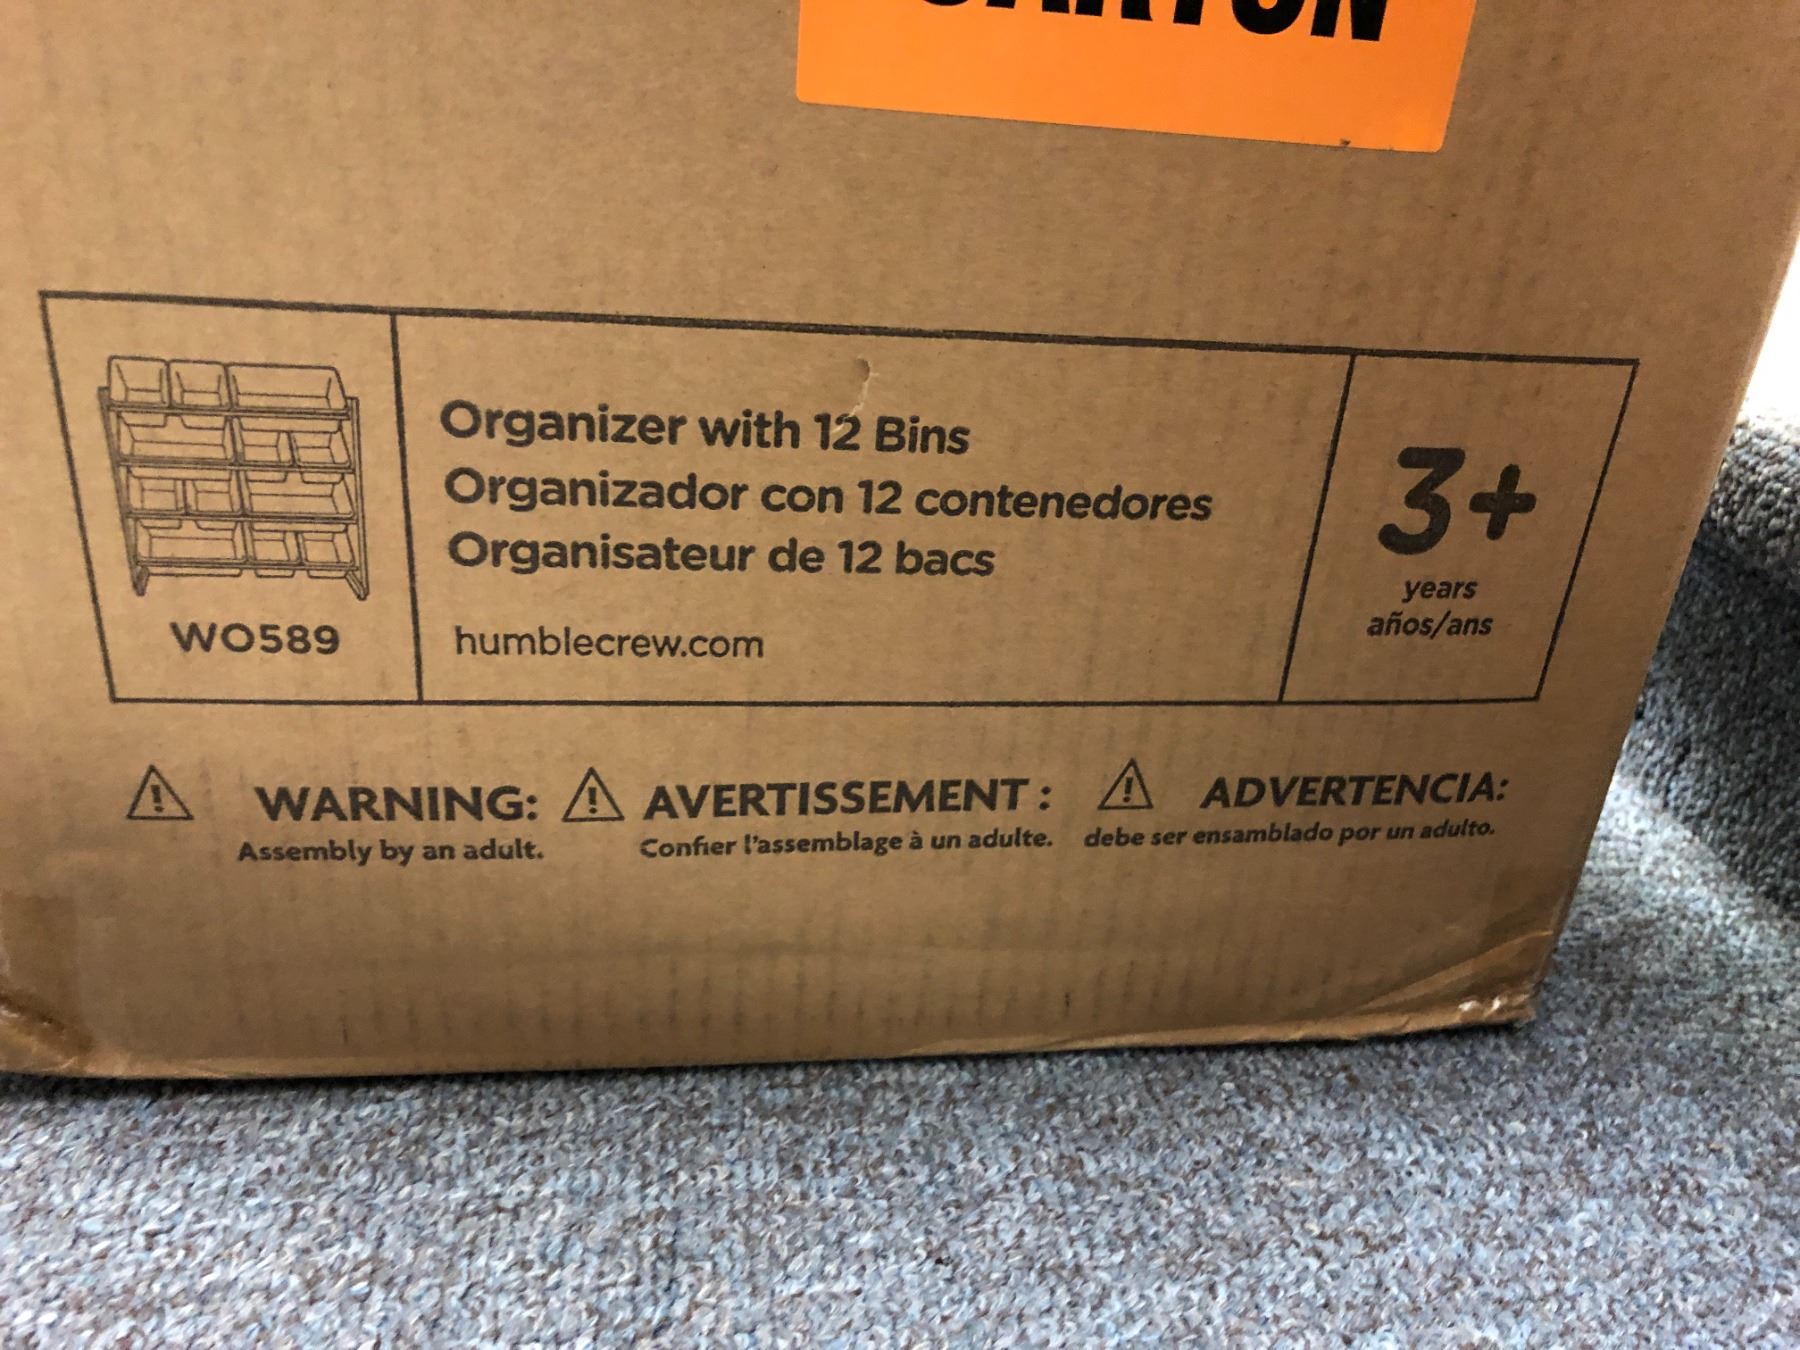 Organizer with 12 Bins
Organizador con 12 contenedores
Organisateur de 12 bacs
humblecrew.com
WO589
3+
years
años/ans
WARNING:
Assembly by an adult.
AVERTISSEMENT :
Confier l'assemblage à un adulte.
ADVERTENCIA:
debe ser ensamblado por un adulto.